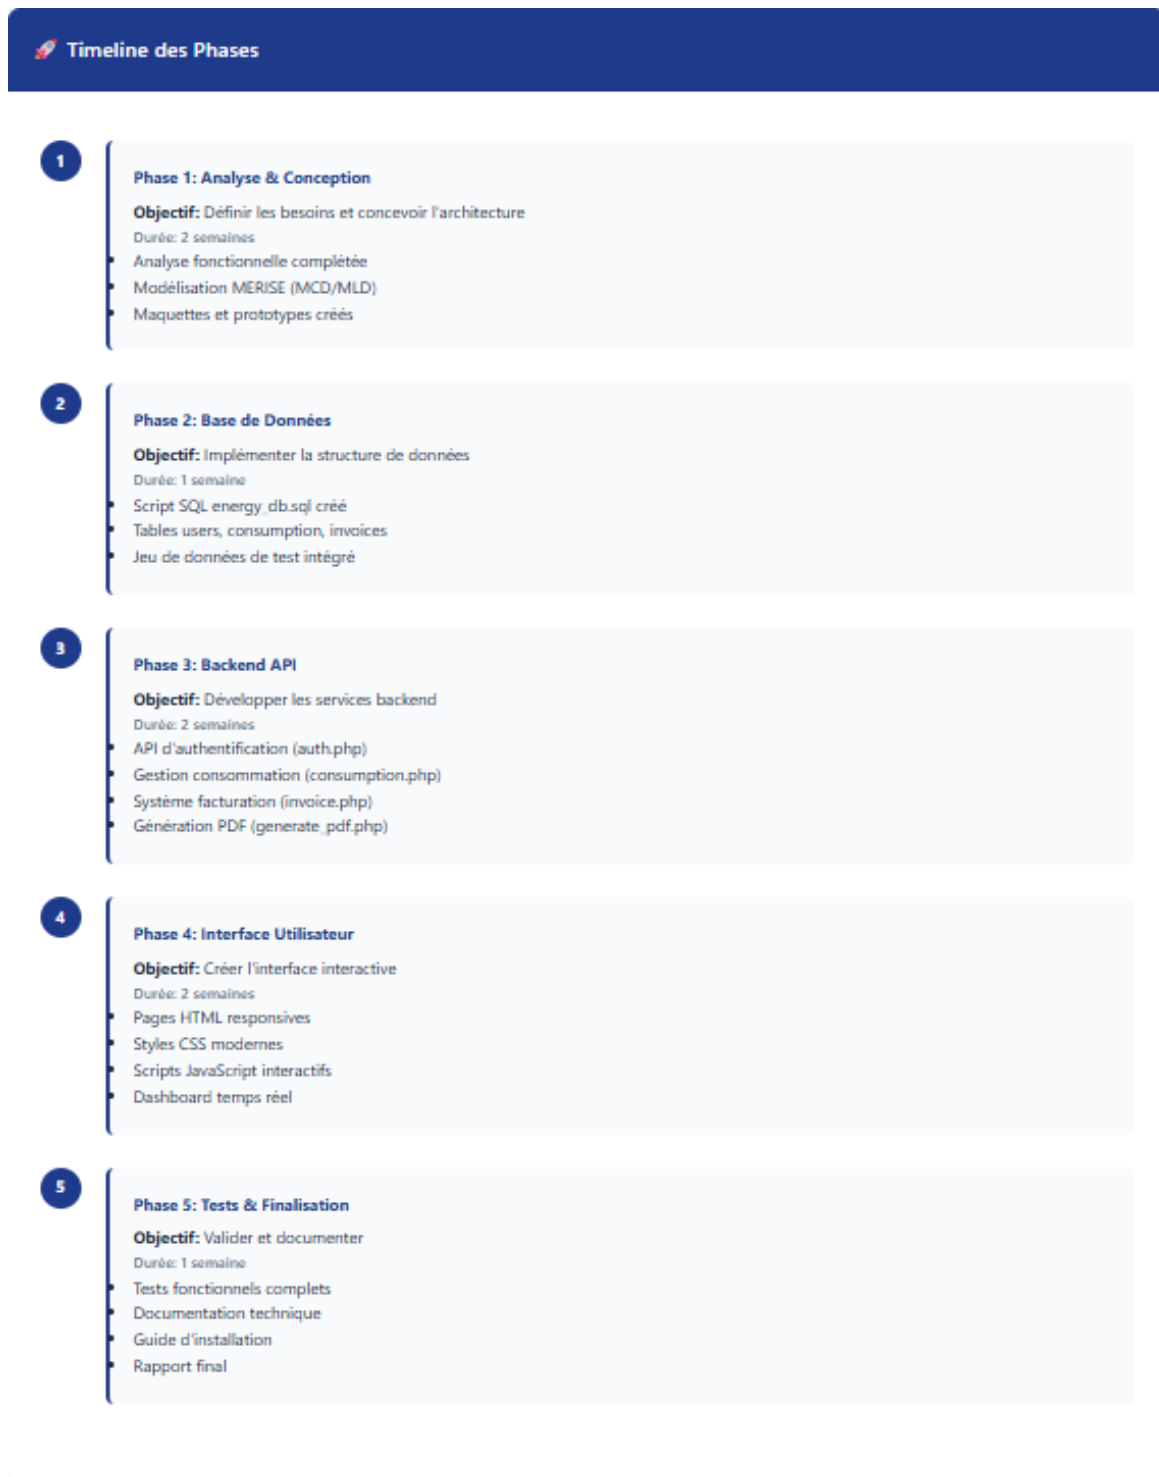 🚀 Timeline des Phases
1
Phase 1: Analyse & Conception
Objectif: Définir les besoins et concevoir l'architecture
Durée: 2 semaines
Analyse fonctionnelle complétée
Modélisation MERISE (MCD/MLD)
Maquettes et prototypes créés
2
Phase 2: Base de Données
Objectif: Implémenter la structure de données
Durée: 1 semaine
Script SQL energy_db.sql créé
Tables users, consumption, invoices
Jeu de données de test intégré
3
Phase 3: Backend API
Objectif: Développer les services backend
Durée: 2 semaines
API d'authentification (auth.php)
Gestion consommation (consumption.php)
Système facturation (invoice.php)
Génération PDF (generate_pdf.php)
4
Phase 4: Interface Utilisateur
Objectif: Créer l'interface interactive
Durée: 2 semaines
Pages HTML responsives
Styles CSS modernes
Scripts JavaScript interactifs
Dashboard temps réel
5
Phase 5: Tests & Finalisation
Objectif: Valider et documenter
Durée: 1 semaine
Tests fonctionnels complets
Documentation technique
Guide d'installation
Rapport final